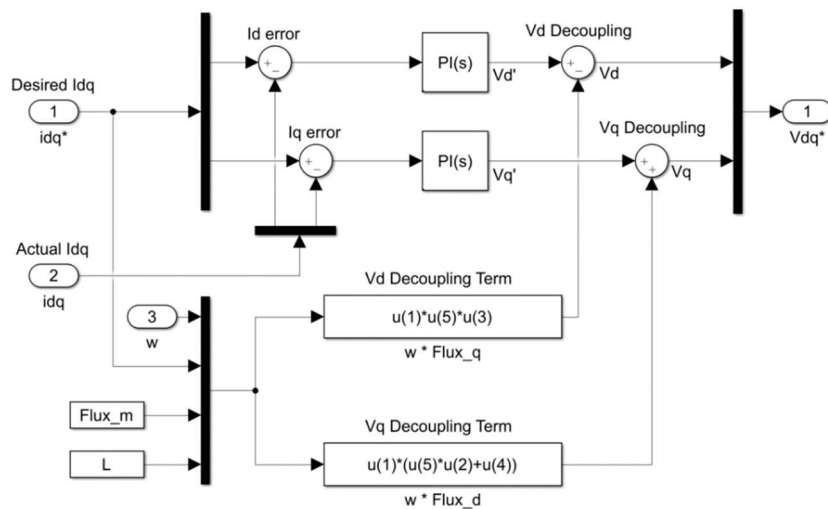 Id error
Vd Decoupling
+
−
PI(s)
Vd'
+
−
Vd
Desired Idq
1
idq*
Iq error
+
−
PI(s)
Vq'
Vq Decoupling
+
+
Vq
1
Vdq*
Actual Idq
2
idq
3
w
Vd Decoupling Term
u(1)*u(5)*u(3)
w * Flux_q
Flux_m
L
Vq Decoupling Term
u(1)*(u(5)*u(2)+u(4))
w * Flux_d